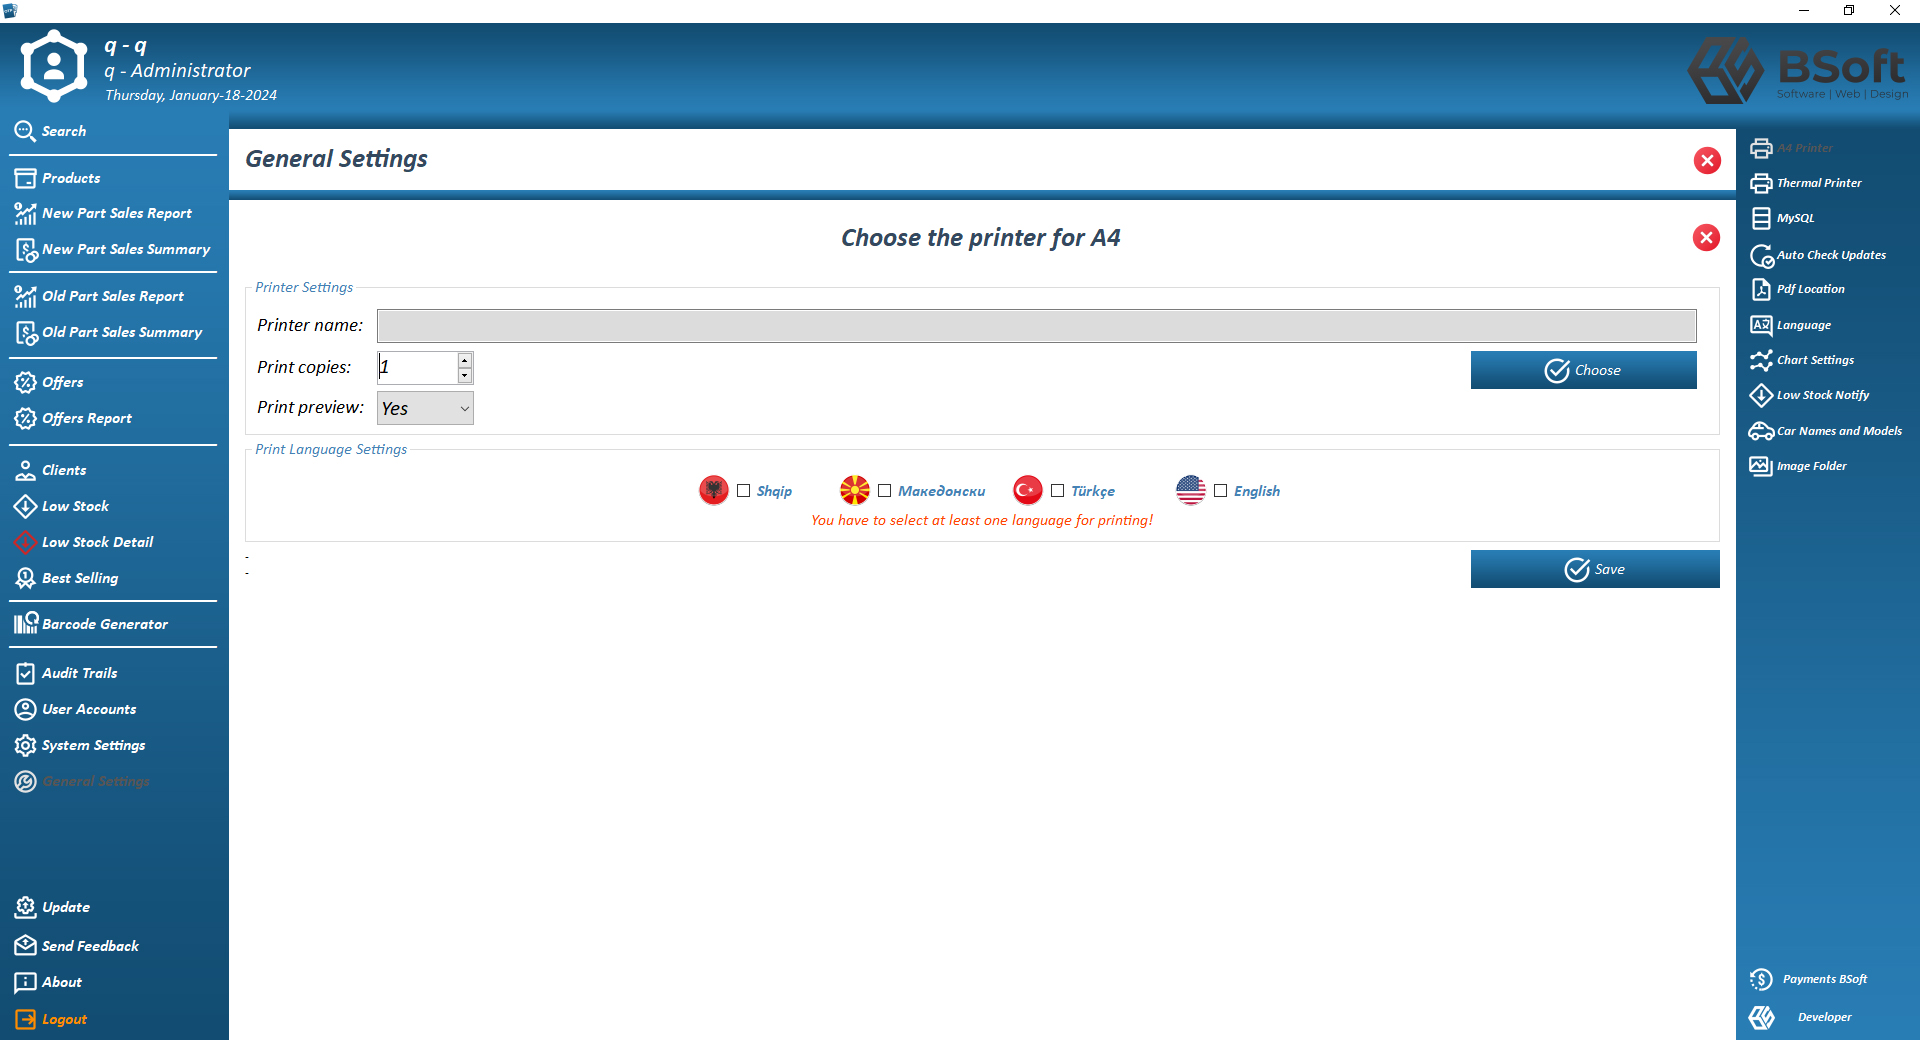 q - q
q - Administrator
Thursday, January-18-2024
BSoft
Software | Web | Design
Search
Products
New Part Sales Report
New Part Sales Summary
Old Part Sales Report
Old Part Sales Summary
Offers
Offers Report
Clients
Low Stock
Low Stock Detail
Best Selling
Barcode Generator
Audit Trails
User Accounts
System Settings
General Settings
Update
Send Feedback
About
Logout
General Settings
Choose the printer for A4
Printer Settings
Printer name:
Print copies: 1
Choose
Print preview: Yes
Print Language Settings
Shqip Македонски Türkçe English
You have to select at least one language for printing!
-
-
Save
A4 Printer
Thermal Printer
MySQL
Auto Check Updates
Pdf Location
Language
Chart Settings
Low Stock Notify
Car Names and Models
Image Folder
Payments BSoft
Developer